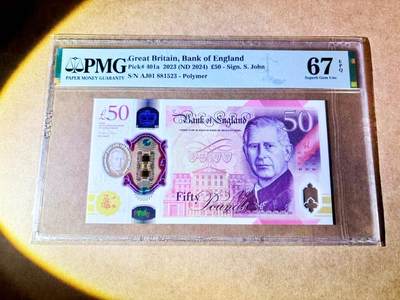 PMG
PAPER MONEY GUARANTY
Great Britain, Bank of England
Pick# 401a 2023 (ND 2024) £50 - Sign. S. John
S/N AJ01 881523 - Polymer
67 EPQ
Superb Gem Unc
£50
Bank of England
50
Fifty
Pounds